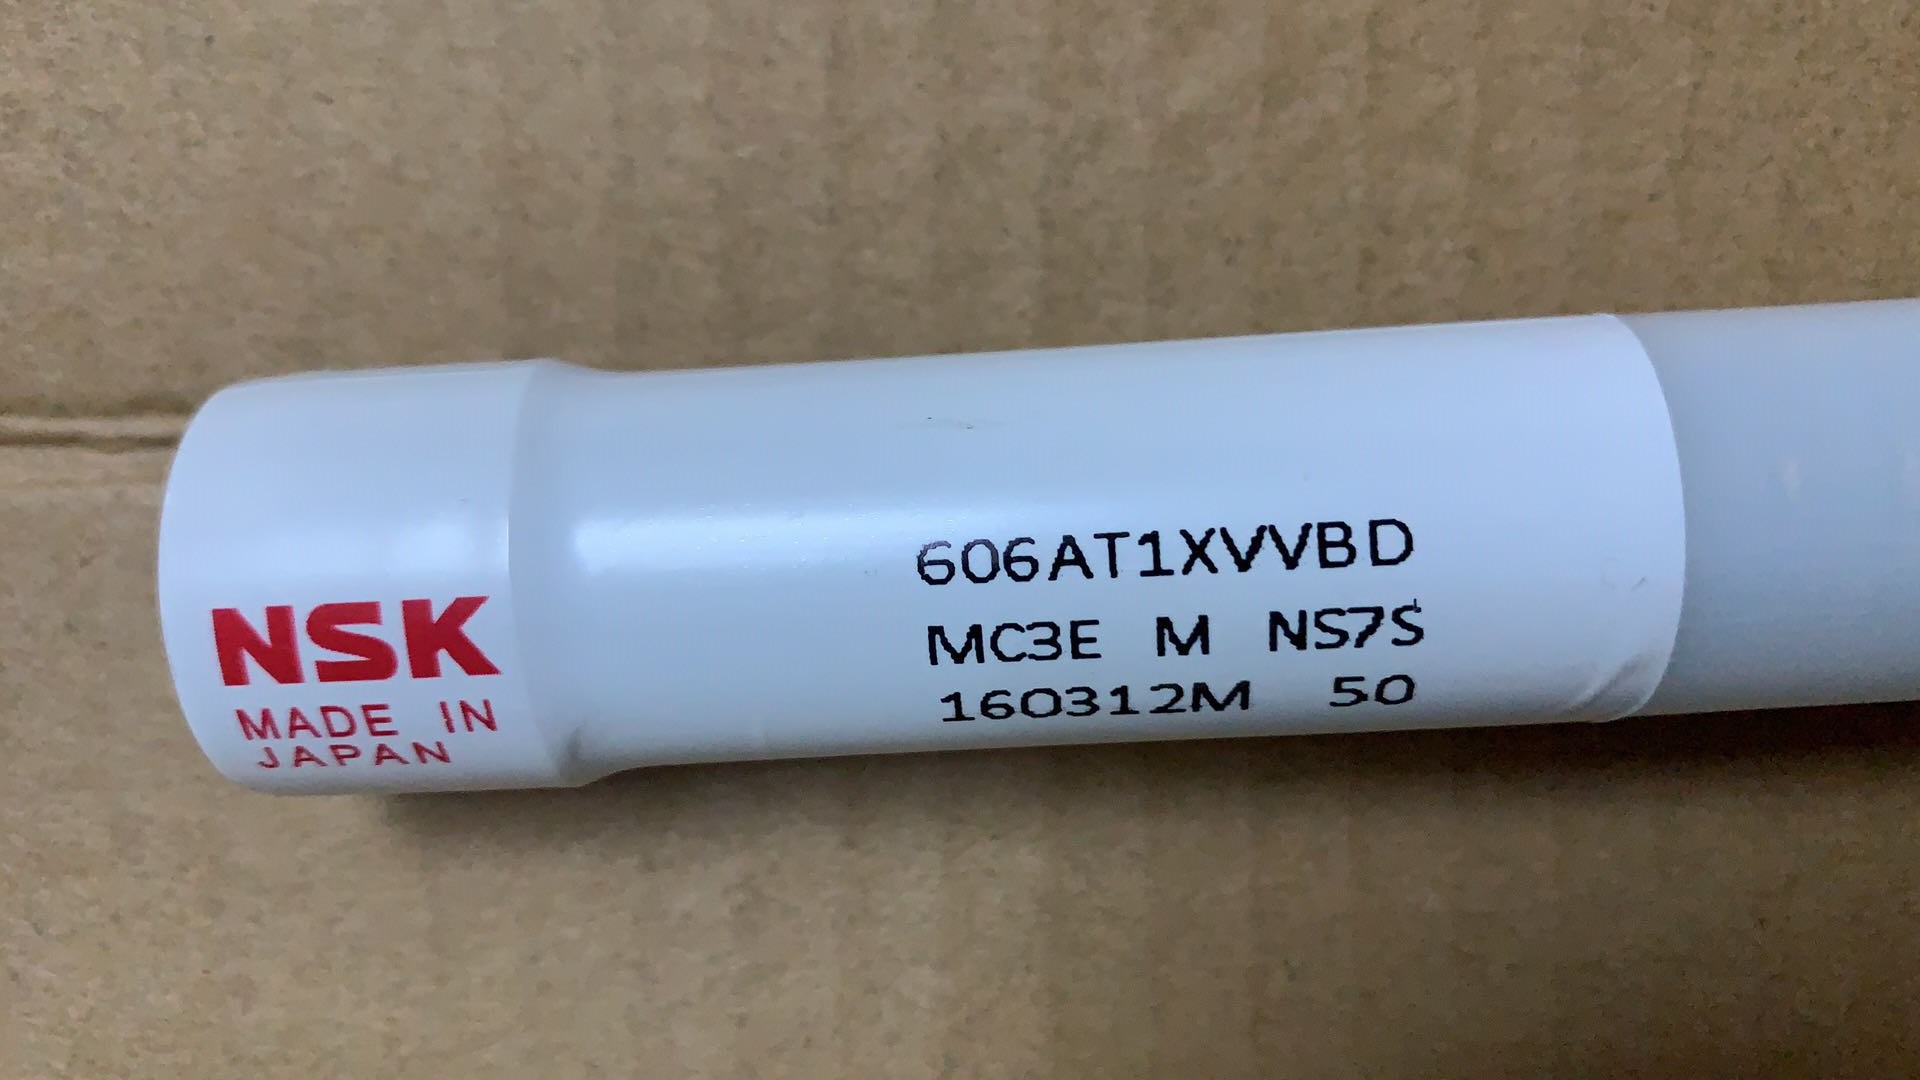 NSK
MADE IN
JAPAN
606AT1XVVBD
MC3E M NS7S
160312M 50